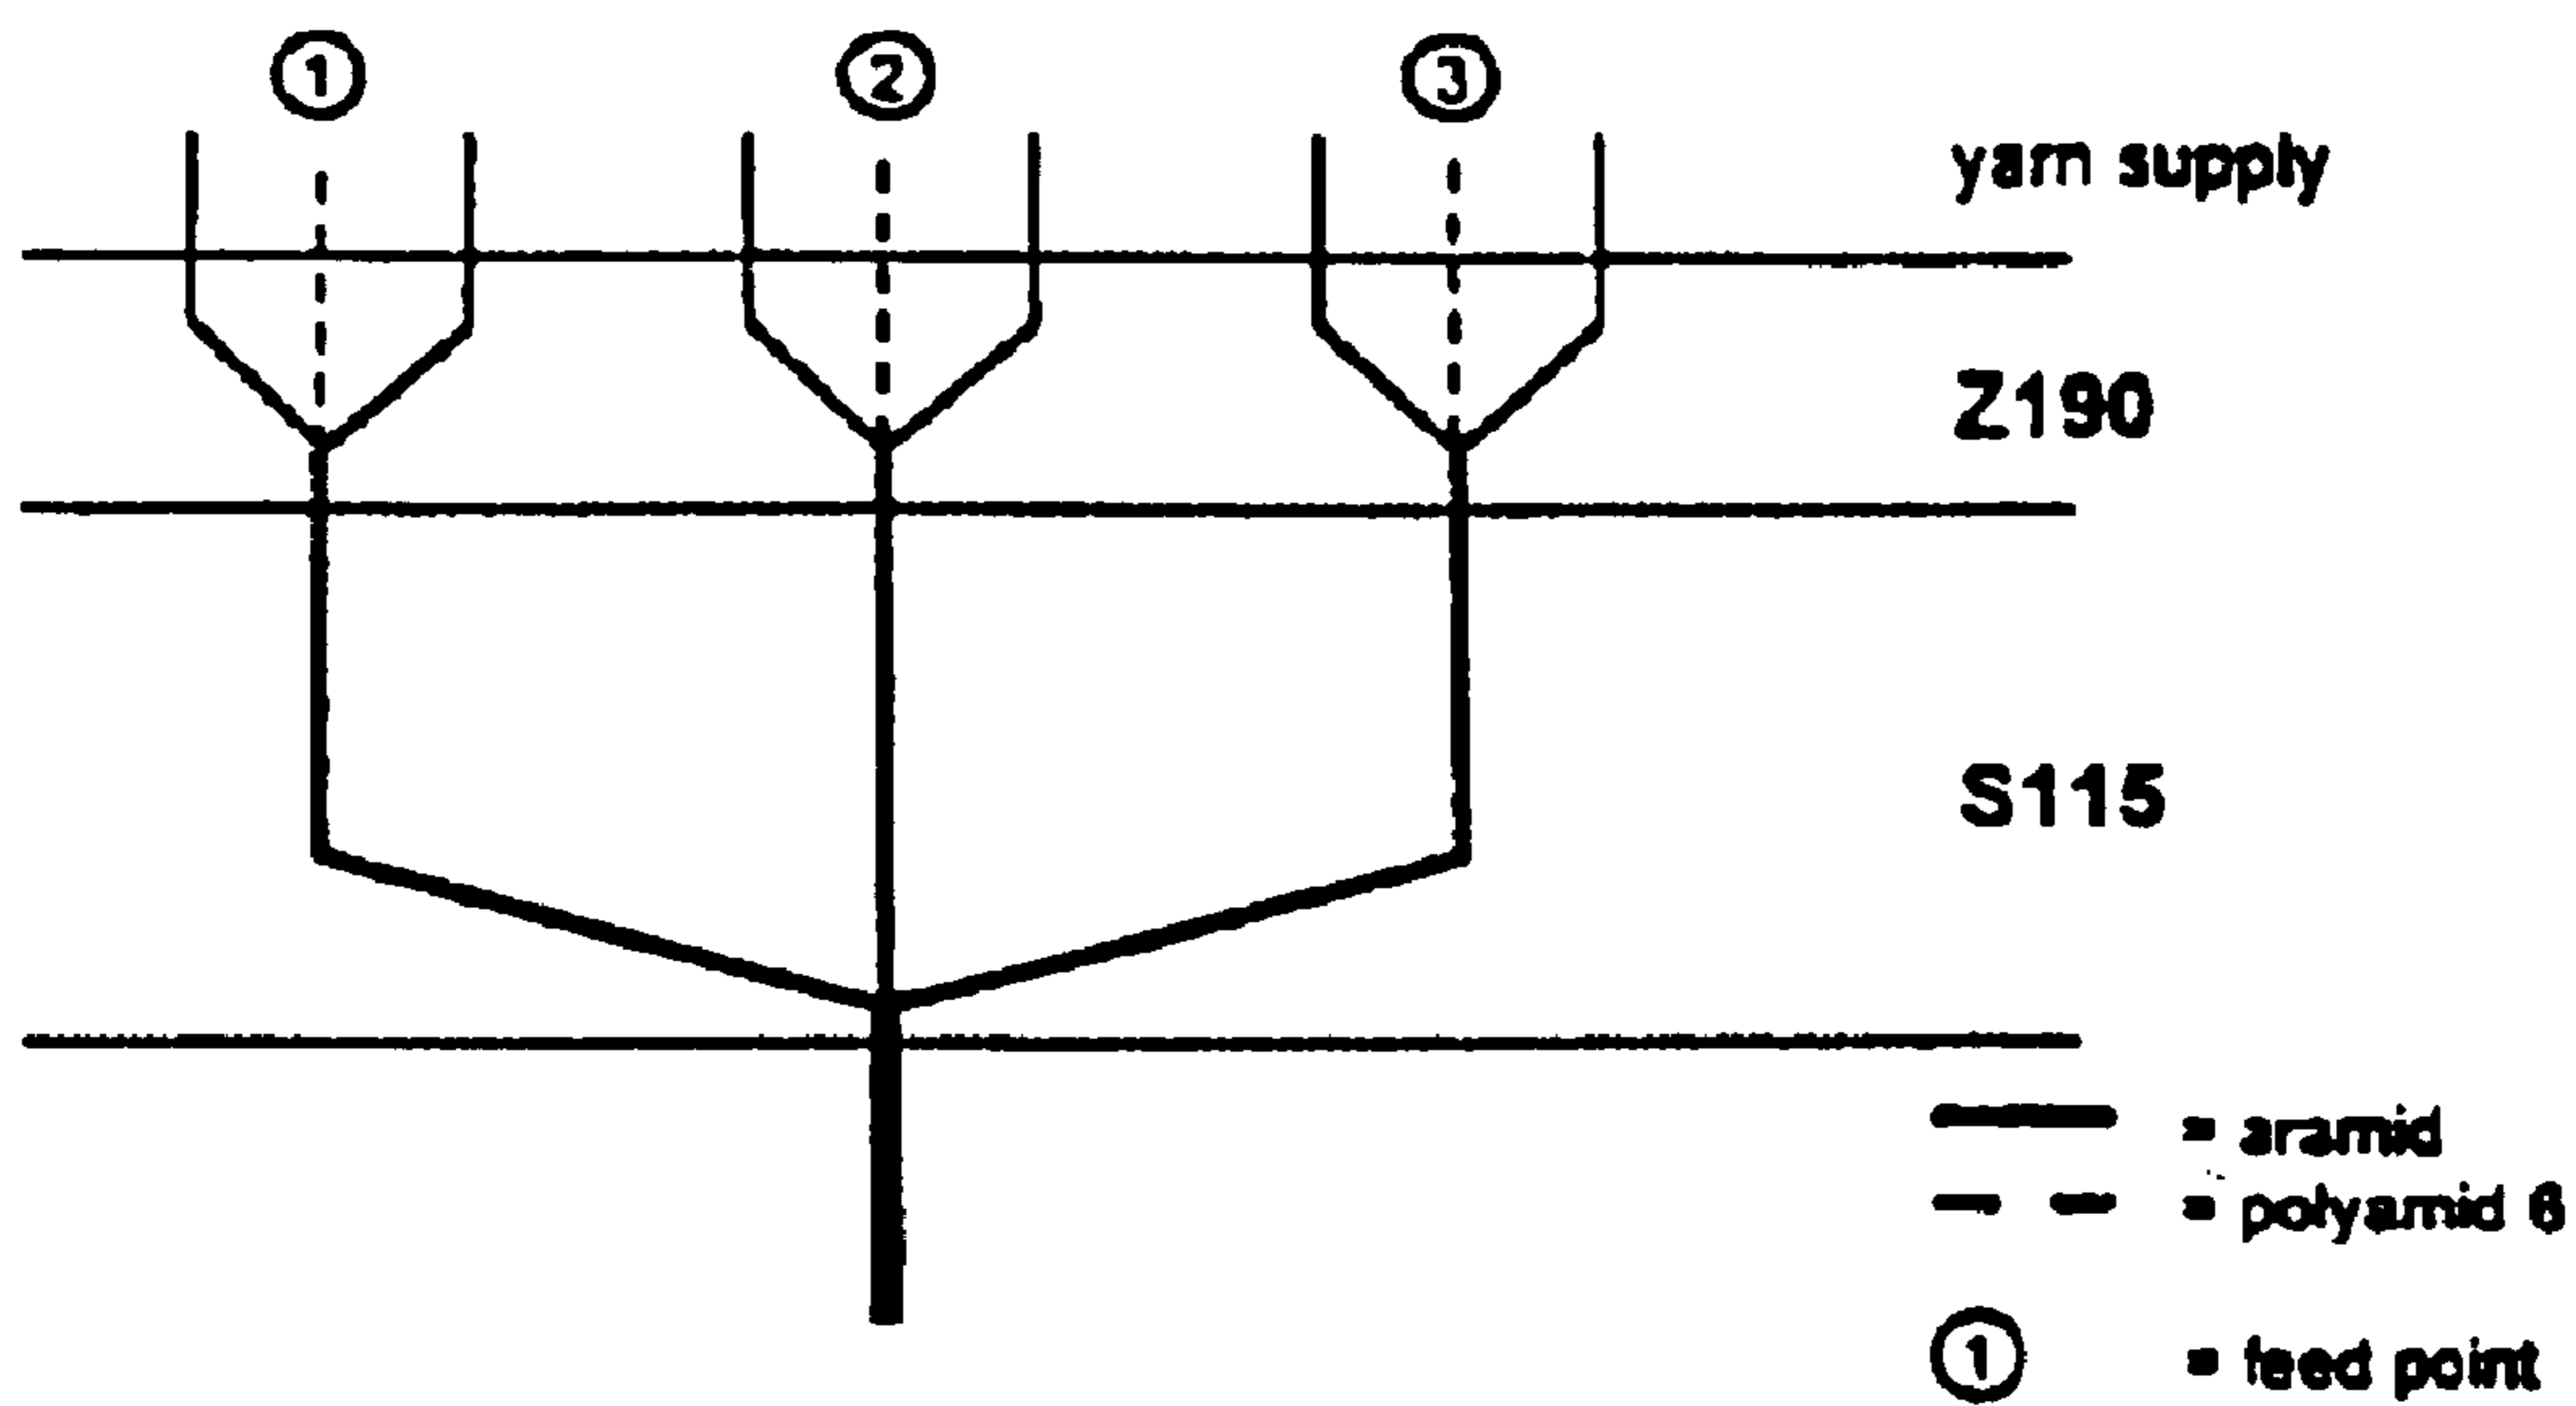 1 2 3
yarn supply
Z190
S115
= aramid
= polyamid 6
1 = feed point